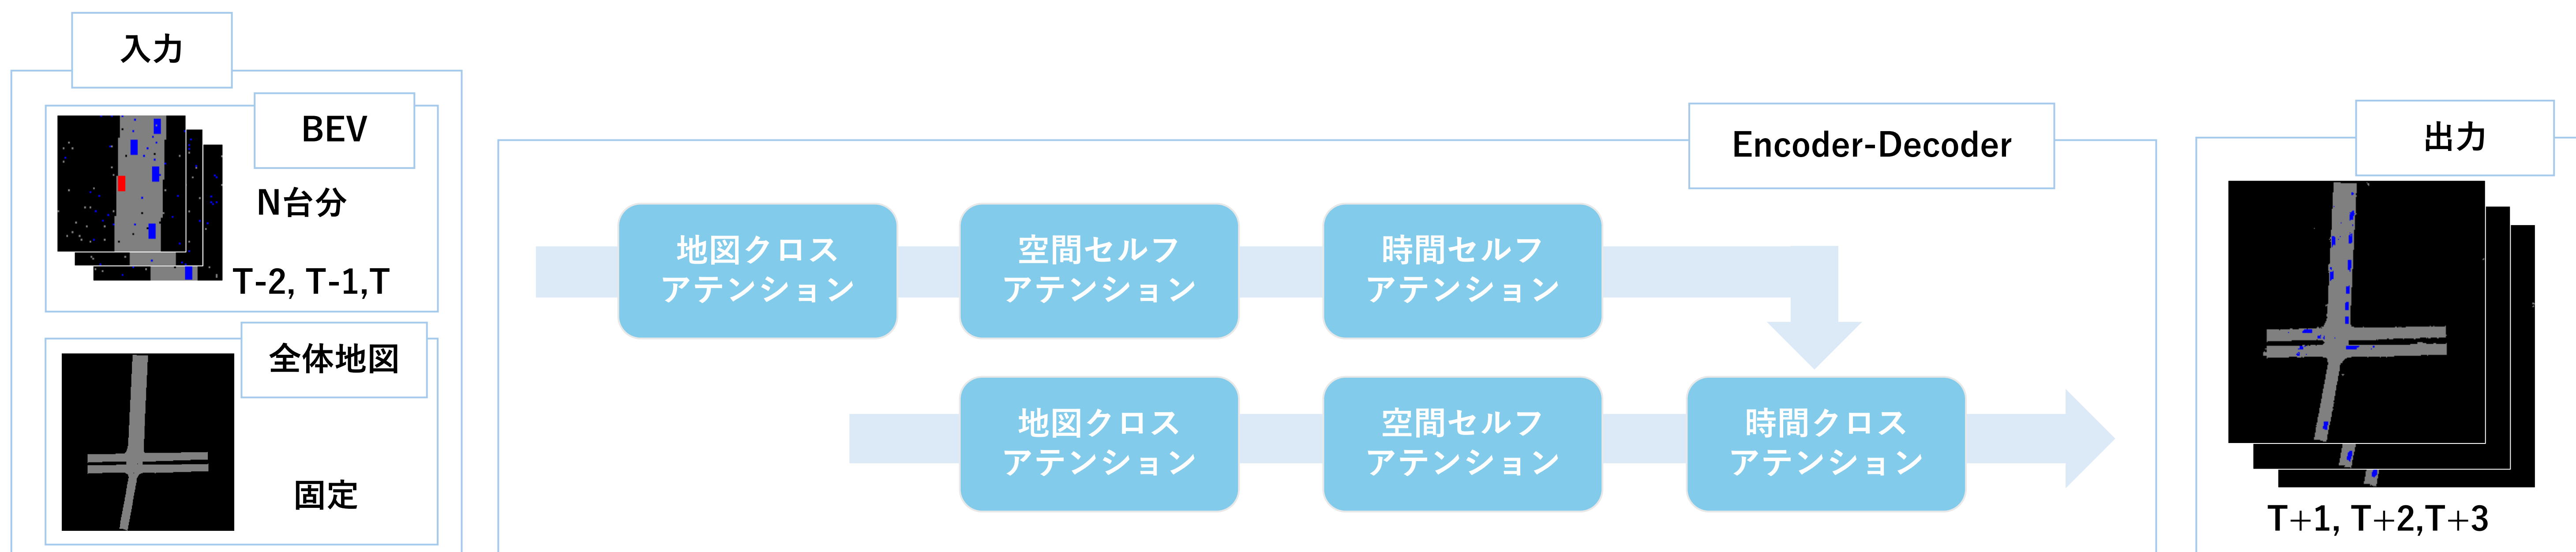 入力
BEV
N台分
T-2, T-1,T
全体地図
固定
Encoder-Decoder
地図クロス
アテンション
空間セルフ
アテンション
時間セルフ
アテンション
地図クロス
アテンション
空間セルフ
アテンション
時間クロス
アテンション
出力
T+1, T+2,T+3